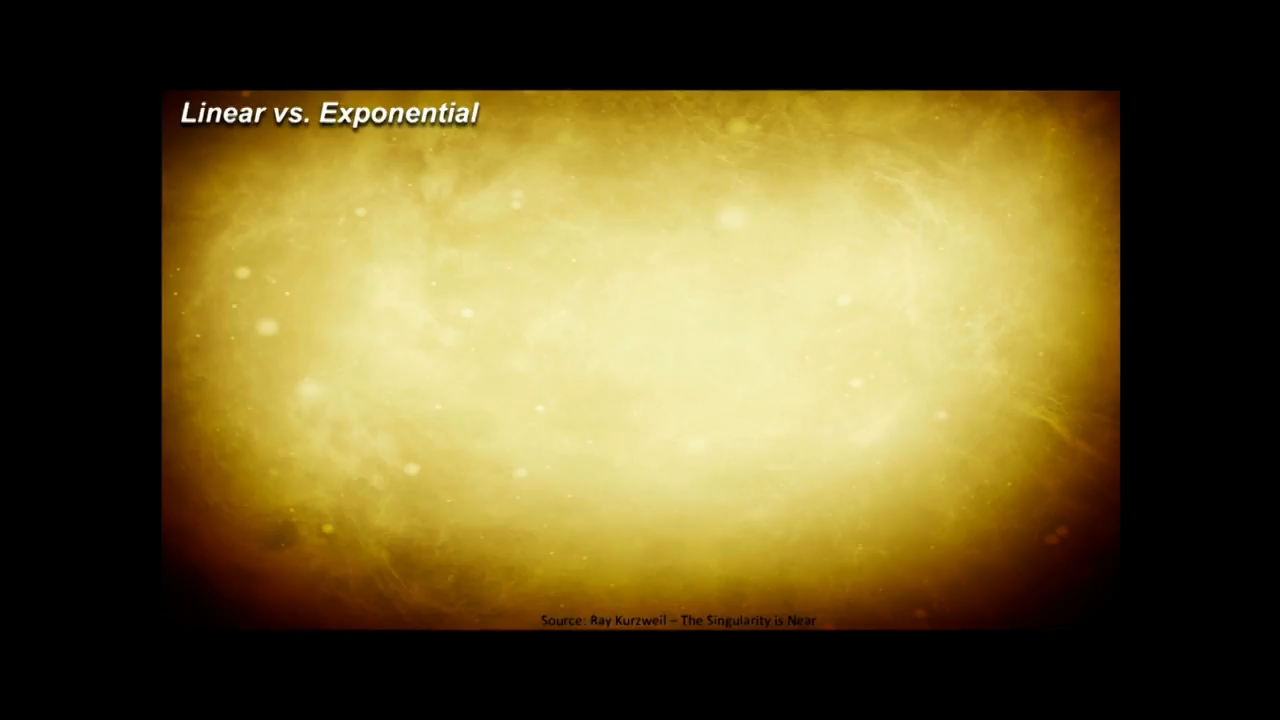 Linear vs. Exponential
Source: Ray Kurzweil – The Singularity is Near